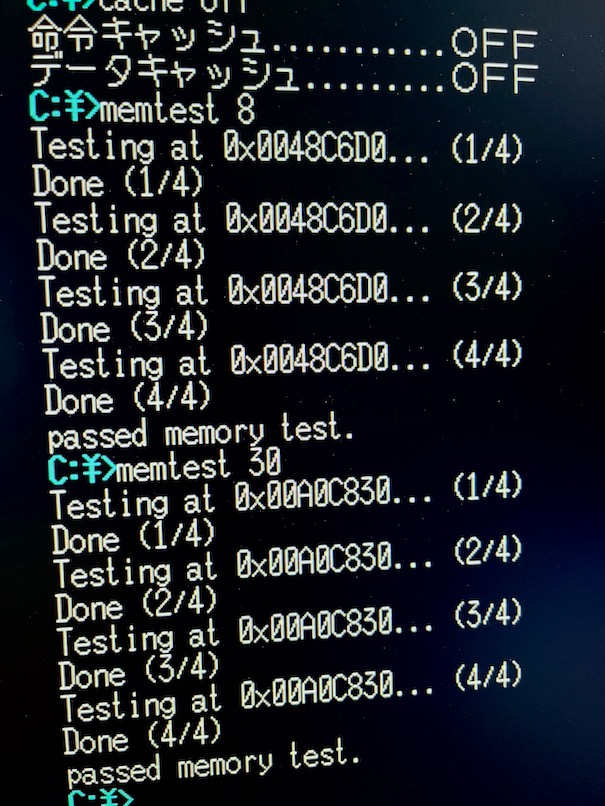 C:¥>cache off
命令キャッシュ...........OFF
データキャッシュ.........OFF
C:¥>memtest 8
Testing at 0x0048C6D0... (1/4)
Done (1/4)
Testing at 0x0048C6D0... (2/4)
Done (2/4)
Testing at 0x0048C6D0... (3/4)
Done (3/4)
Testing at 0x0048C6D0... (4/4)
Done (4/4)
passed memory test.
C:¥>memtest 30
Testing at 0x00A0C830... (1/4)
Done (1/4)
Testing at 0x00A0C830... (2/4)
Done (2/4)
Testing at 0x00A0C830... (3/4)
Done (3/4)
Testing at 0x00A0C830... (4/4)
Done (4/4)
passed memory test.
C:¥>